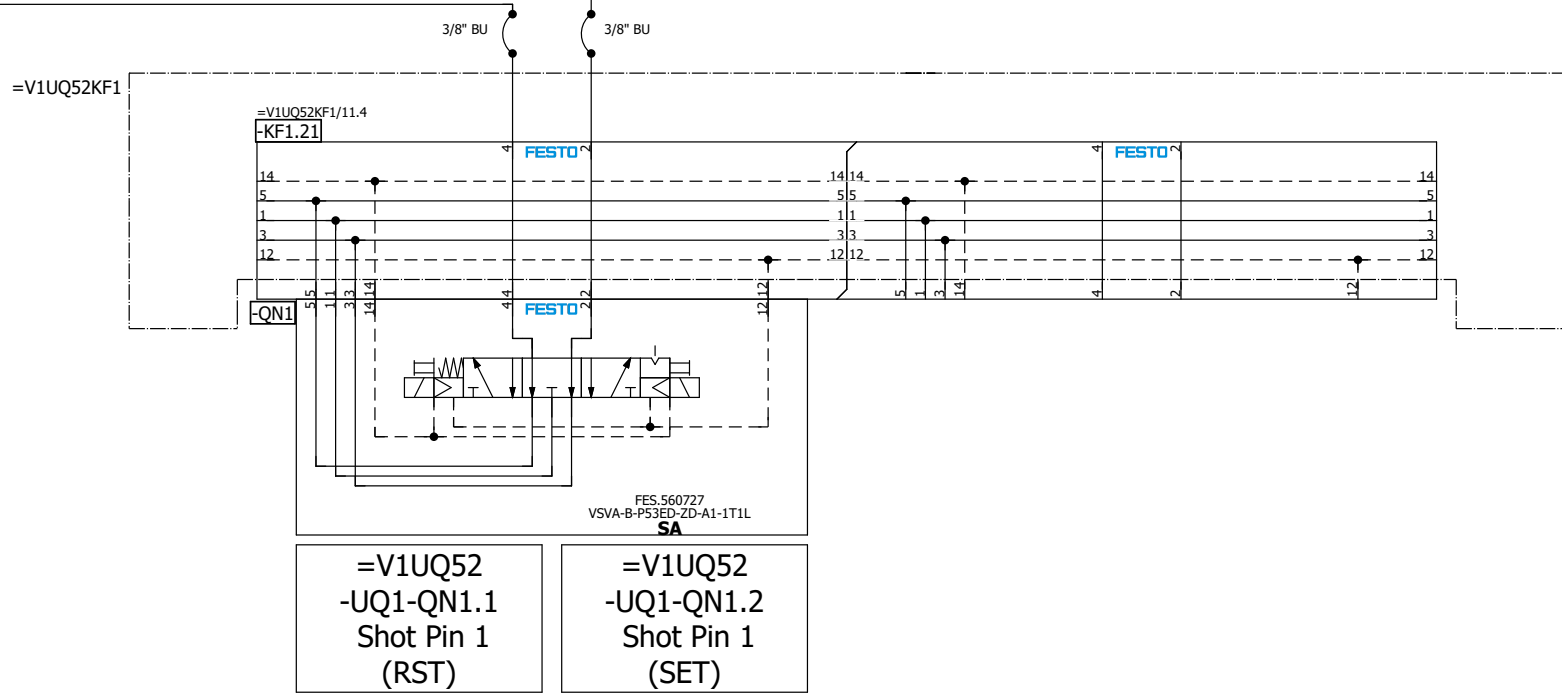 3/8" BU
3/8" BU
=V1UQ52KF1
=V1UQ52KF1/11.4
-KF1.21
4 FESTO 2
4 FESTO 2
14 14 14 14
5 5 5 5
1 1 1 1
3 3 3 3
12 12 12 12
5 1 3 14 4 2 12
5 1 3 14 4 2 12
-QN1
5 1 3 14 4 FESTO 2 12
FES.560727
VSVA-B-P53ED-ZD-A1-1T1L
SA
=V1UQ52
-UQ1-QN1.1
Shot Pin 1
(RST)
=V1UQ52
-UQ1-QN1.2
Shot Pin 1
(SET)